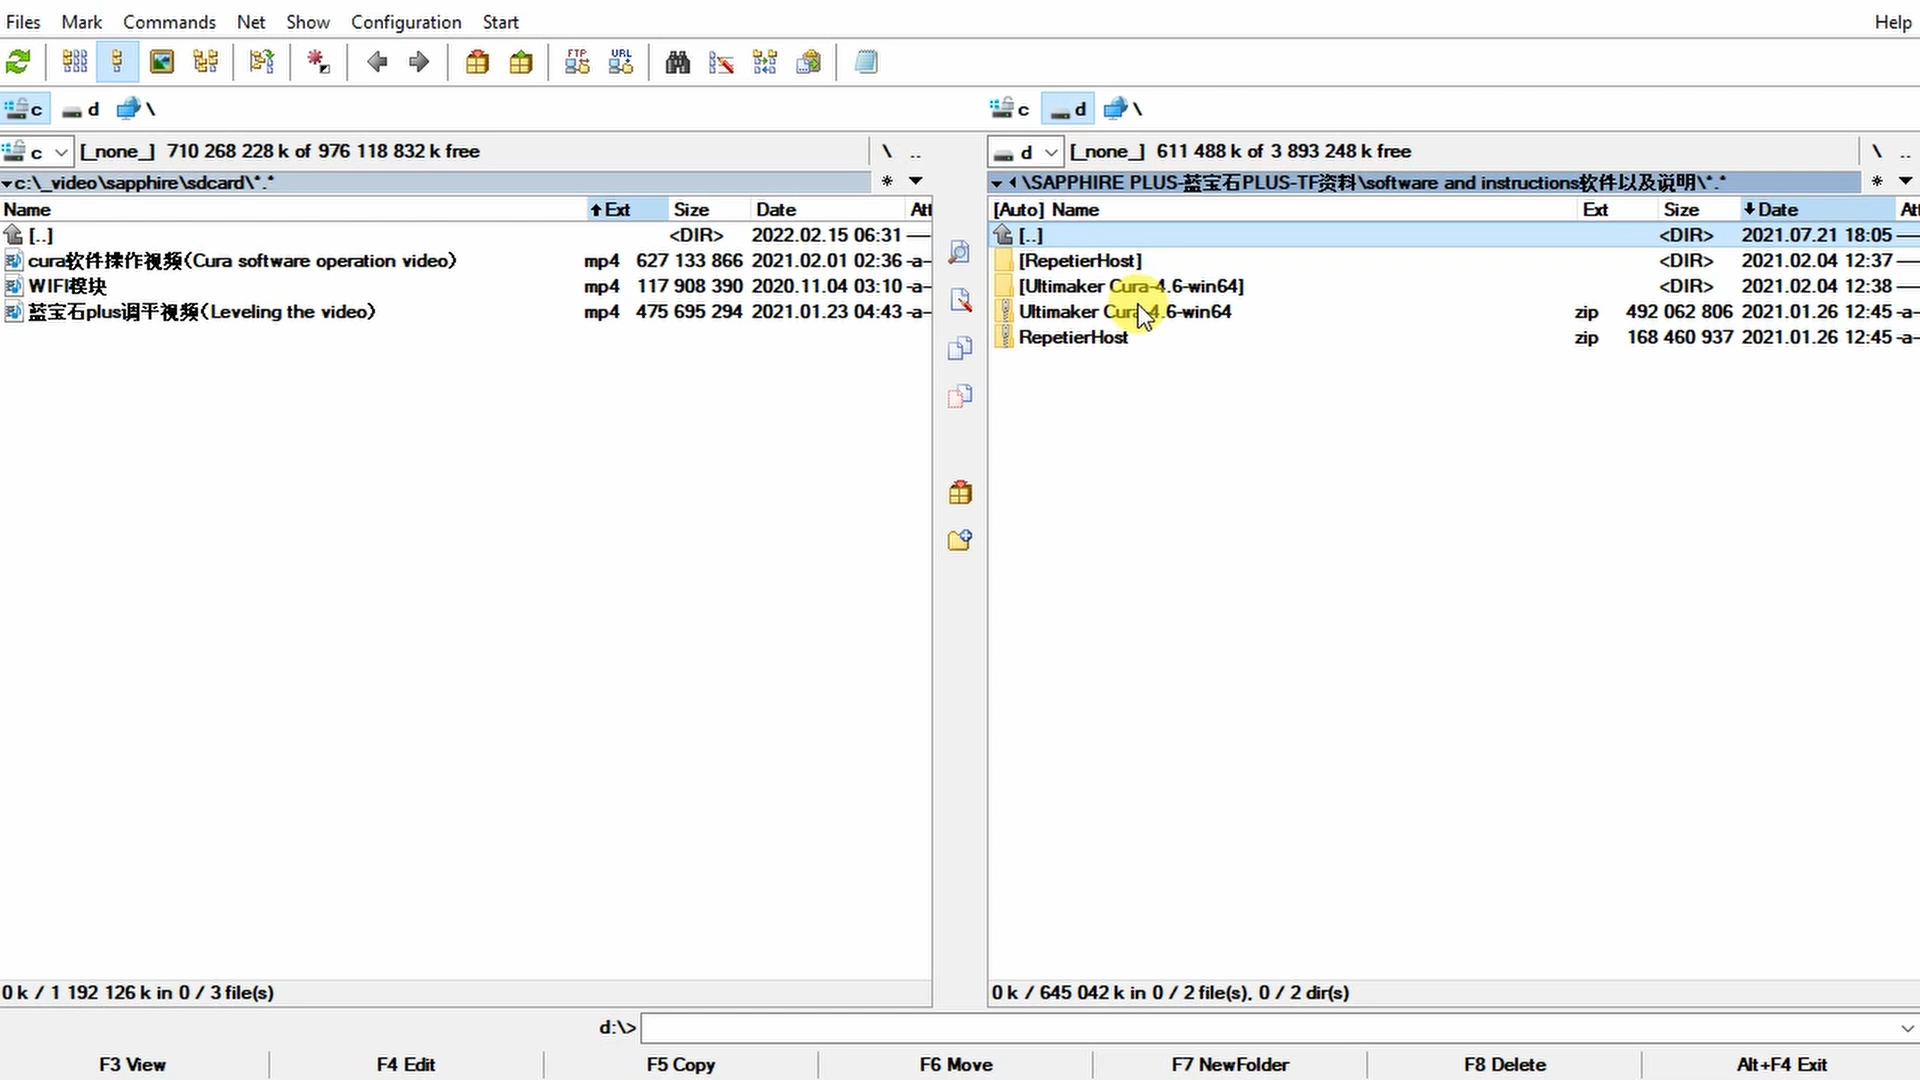 Files Mark Commands Net Show Configuration Start Help
FTP URL
c d \ c d \
c [_none_] 710 268 228 k of 976 118 832 k free \ .. d [_none_] 611 488 k of 3 893 248 k free \ ..
c:\_video\sapphire\sdcard\*.* * \SAPPHIRE PLUS-蓝宝石PLUS-TF资料\software and instructions软件以及说明\*.* *
Name Ext Size Date Att [Auto] Name Ext Size Date Att
[..] <DIR> 2022.02.15 06:31 — [..] <DIR> 2021.07.21 18:05 —
cura软件操作视频(Cura software operation video) mp4 627 133 866 2021.02.01 02:36 -a- [RepetierHost] <DIR> 2021.02.04 12:37 —
WIFI模块 mp4 117 908 390 2020.11.04 03:10 -a- [Ultimaker Cura-4.6-win64] <DIR> 2021.02.04 12:38 —
蓝宝石plus调平视频(Leveling the video) mp4 475 695 294 2021.01.23 04:43 -a- Ultimaker Cura-4.6-win64 zip 492 062 806 2021.01.26 12:45 -a-
RepetierHost zip 168 460 937 2021.01.26 12:45 -a-
0 k / 1 192 126 k in 0 / 3 file(s) 0 k / 645 042 k in 0 / 2 file(s), 0 / 2 dir(s)
d:\>
F3 View F4 Edit F5 Copy F6 Move F7 NewFolder F8 Delete Alt+F4 Exit